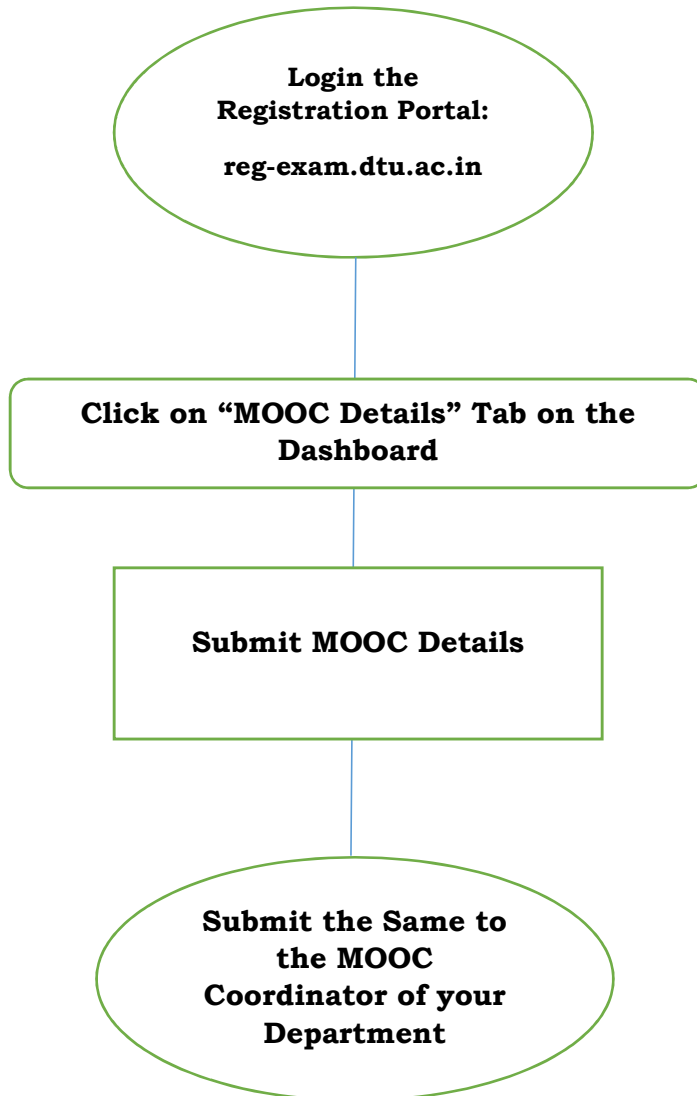 Login the
Registration Portal:
reg-exam.dtu.ac.in
Click on “MOOC Details” Tab on the
Dashboard
Submit MOOC Details
Submit the Same to
the MOOC
Coordinator of your
Department